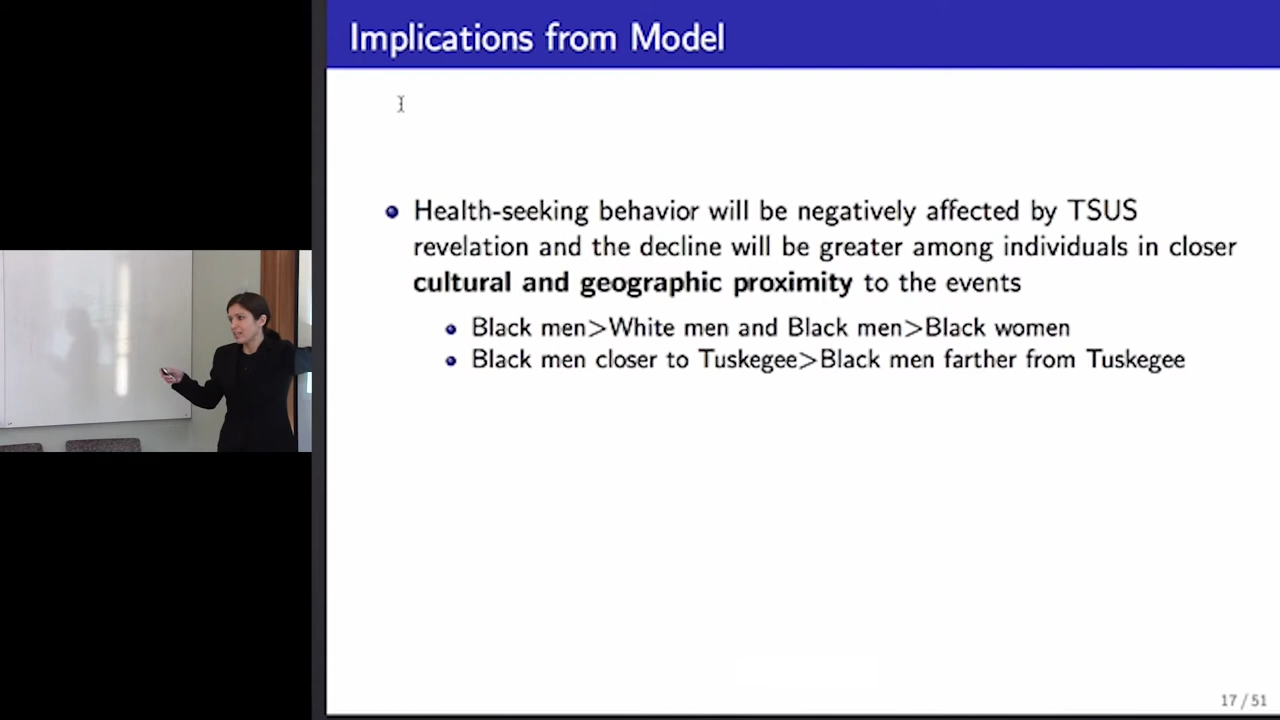 Implications from Model
Health-seeking behavior will be negatively affected by TSUS
revelation and the decline will be greater among individuals in closer
cultural and geographic proximity to the events
Black men>White men and Black men>Black women
Black men closer to Tuskegee>Black men farther from Tuskegee
17 / 51